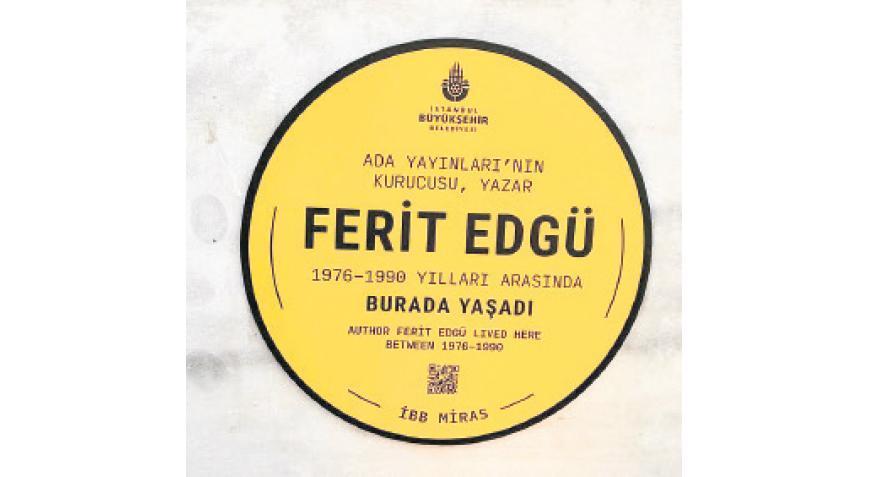 İSTANBUL
BÜYÜKŞEHİR
BELEDİYESİ
ADA YAYINLARI'NIN
KURUCUSU, YAZAR
FERİT EDGÜ
1976-1990 YILLARI ARASINDA
BURADA YAŞADI
AUTHOR FERİT EDGÜ LIVED HERE
BETWEEN 1976-1990
İBB MİRAS